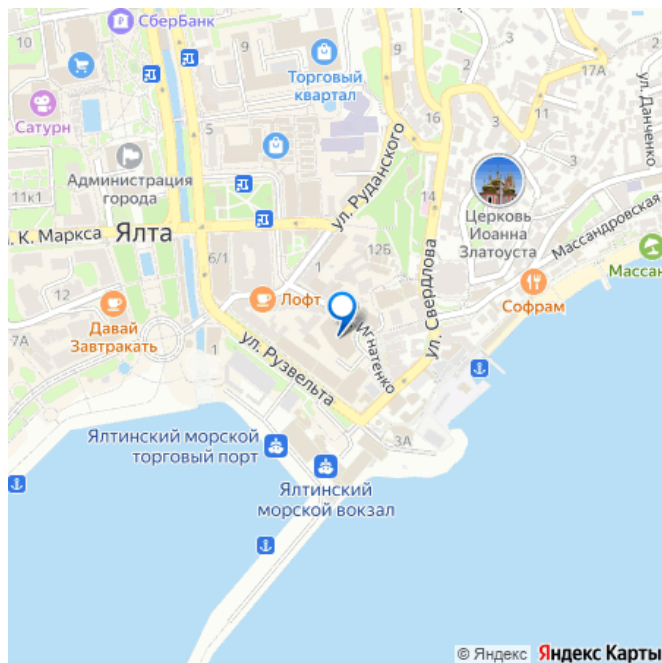 СберБанк
3
9
2
10
Торговый
квартал
3
17А
Сатурн
5
16
11
ул. Данченко
Администрация
города
11к1
ул. Руданского
14
Церковь
Иоанна
Златоуста
Массандровская
. К. Маркса
Ялта
6/1
12Б
1
ул. Свердлова
Массан
12
Давай
Завтракать
Лофт
Игнатенко
Софрам
7А
1
ул. Рузвельта
Ялтинский морской
торговый порт
3А
Ялтинский
морской вокзал
© Яндекс Яндекс Карты